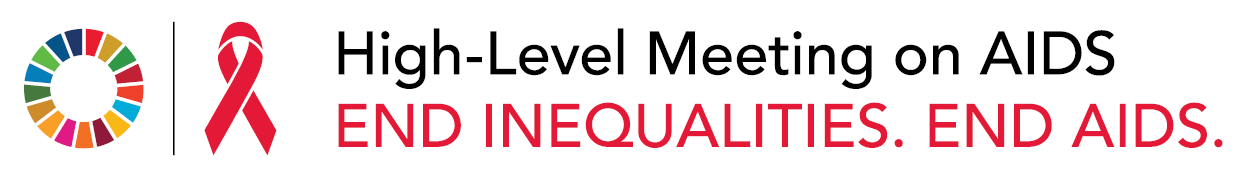 High-Level Meeting on AIDS
END INEQUALITIES. END AIDS.